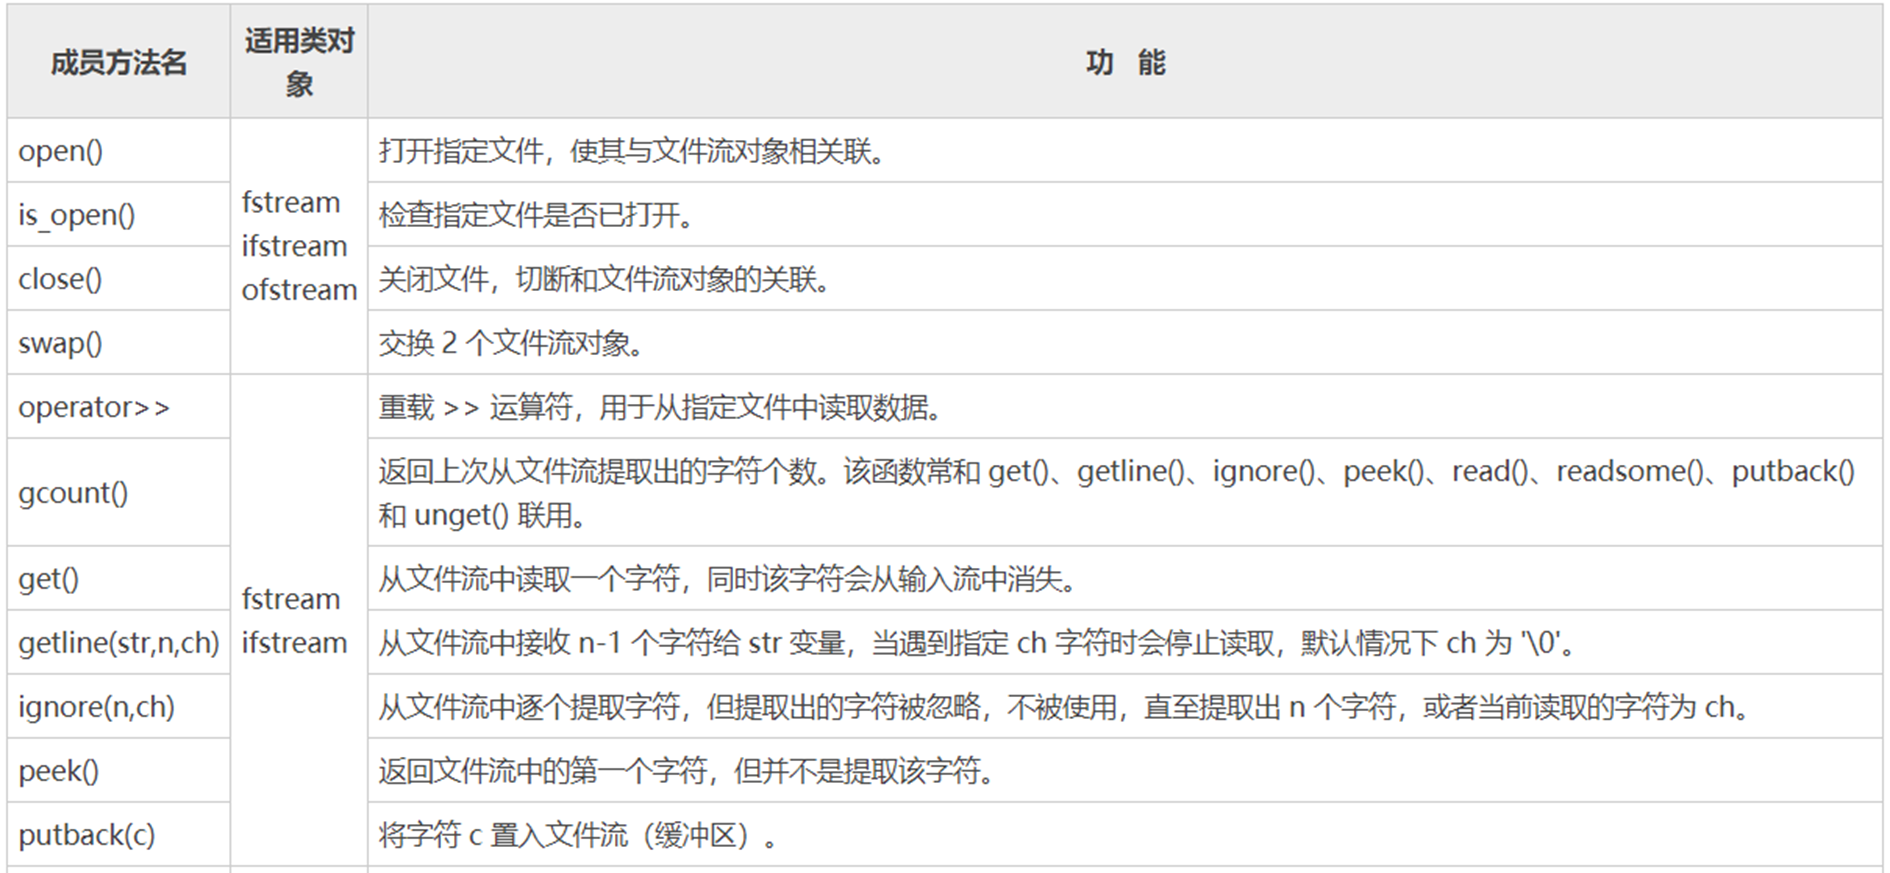 成员方法名
适用类对
象
功 能
open()
fstream
ifstream
ofstream
打开指定文件，使其与文件流对象相关联。
is_open()
检查指定文件是否已打开。
close()
关闭文件，切断和文件流对象的关联。
swap()
交换 2 个文件流对象。
operator>>
fstream
ifstream
重载 >> 运算符，用于从指定文件中读取数据。
gcount()
返回上次从文件流提取出的字符个数。该函数常和 get()、getline()、ignore()、peek()、read()、readsome()、putback()
和 unget() 联用。
get()
从文件流中读取一个字符，同时该字符会从输入流中消失。
getline(str,n,ch)
从文件流中接收 n-1 个字符给 str 变量，当遇到指定 ch 字符时会停止读取，默认情况下 ch 为 '\0'。
ignore(n,ch)
从文件流中逐个提取字符，但提取出的字符被忽略，不被使用，直至提取出 n 个字符，或者当前读取的字符为 ch。
peek()
返回文件流中的第一个字符，但并不是提取该字符。
putback(c)
将字符 c 置入文件流（缓冲区）。